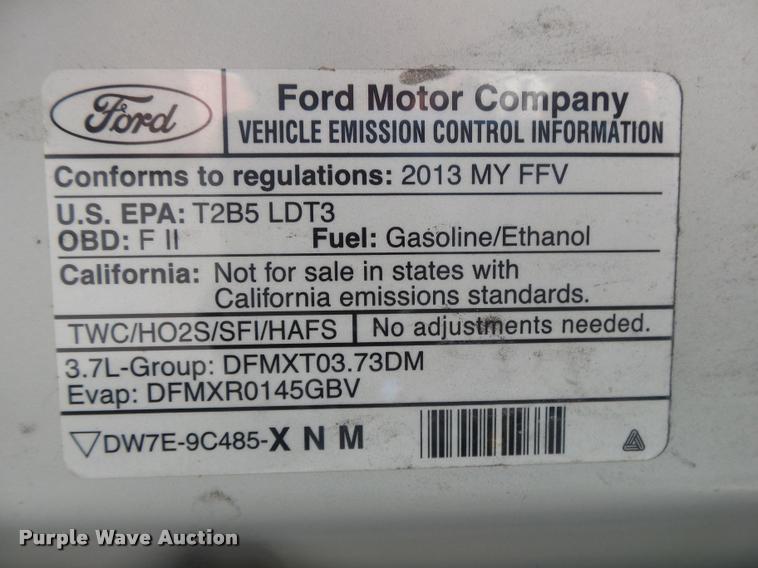 Ford
Ford Motor Company
VEHICLE EMISSION CONTROL INFORMATION
Conforms to regulations: 2013 MY FFV
U.S. EPA: T2B5 LDT3
OBD: F II Fuel: Gasoline/Ethanol
California: Not for sale in states with
California emissions standards.
TWC/HO2S/SFI/HAFS No adjustments needed.
3.7L-Group: DFMXT03.73DM
Evap: DFMXR0145GBV
DW7E-9C485-X N M
Purple Wave Auction